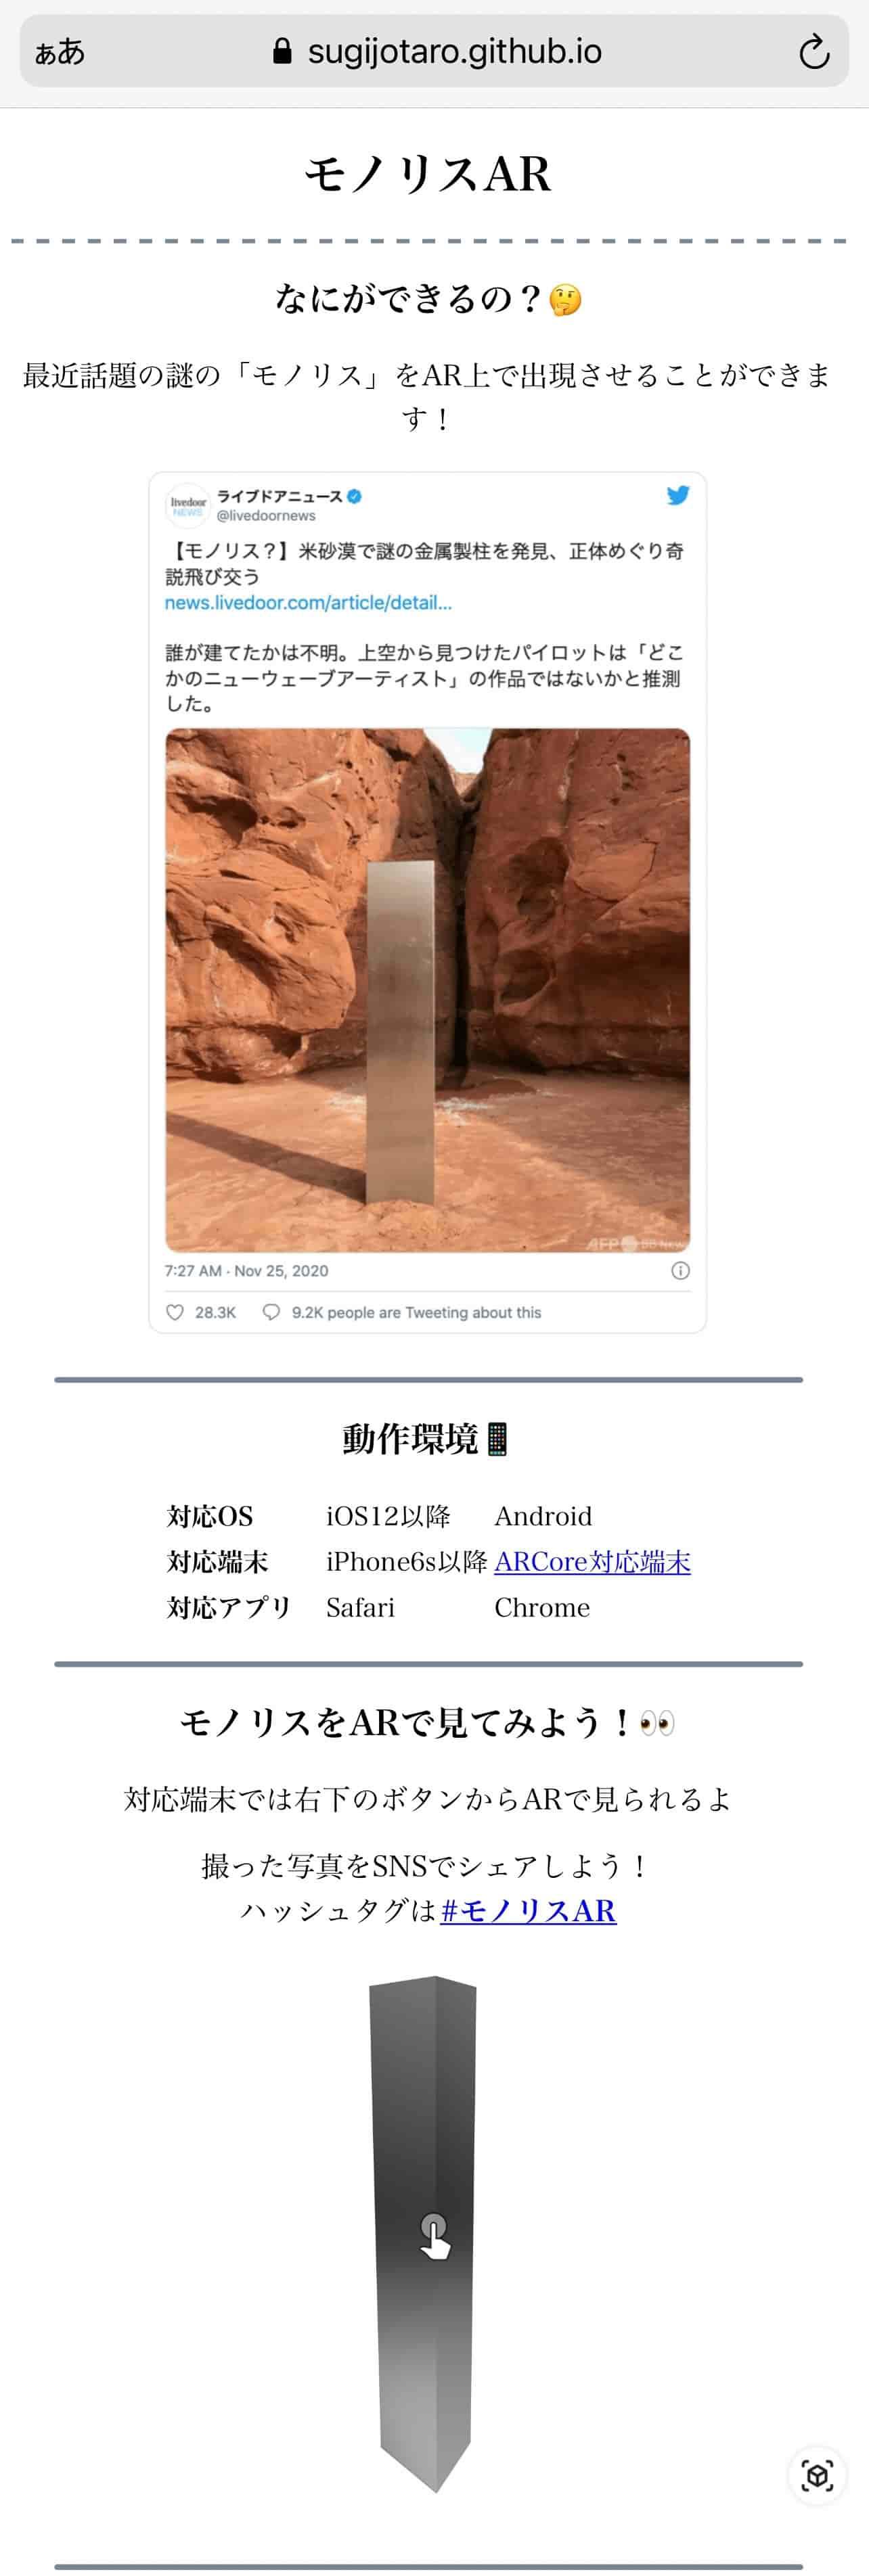 ぁあ
sugijotaro.github.io
モノリスAR
なにができるの？🤔
最近話題の謎の「モノリス」をAR上で出現させることができま
す！
livedoor
NEWS
ライブドアニュース
@livedoornews
【モノリス？】米砂漠で謎の金属製柱を発見、正体めぐり奇
説飛び交う
news.livedoor.com/article/detail...
誰が建てたかは不明。上空から見つけたパイロットは「どこ
かのニューウェーブアーティスト」の作品ではないかと推測
した。
AFP BB News
7:27 AM · Nov 25, 2020
28.3K 9.2K people are Tweeting about this
動作環境📱
対応OS iOS12以降 Android
対応端末 iPhone6s以降 ARCore対応端末
対応アプリ Safari Chrome
モノリスをARで見てみよう！👀
対応端末では右下のボタンからARで見られるよ
撮った写真をSNSでシェアしよう！
ハッシュタグは#モノリスAR